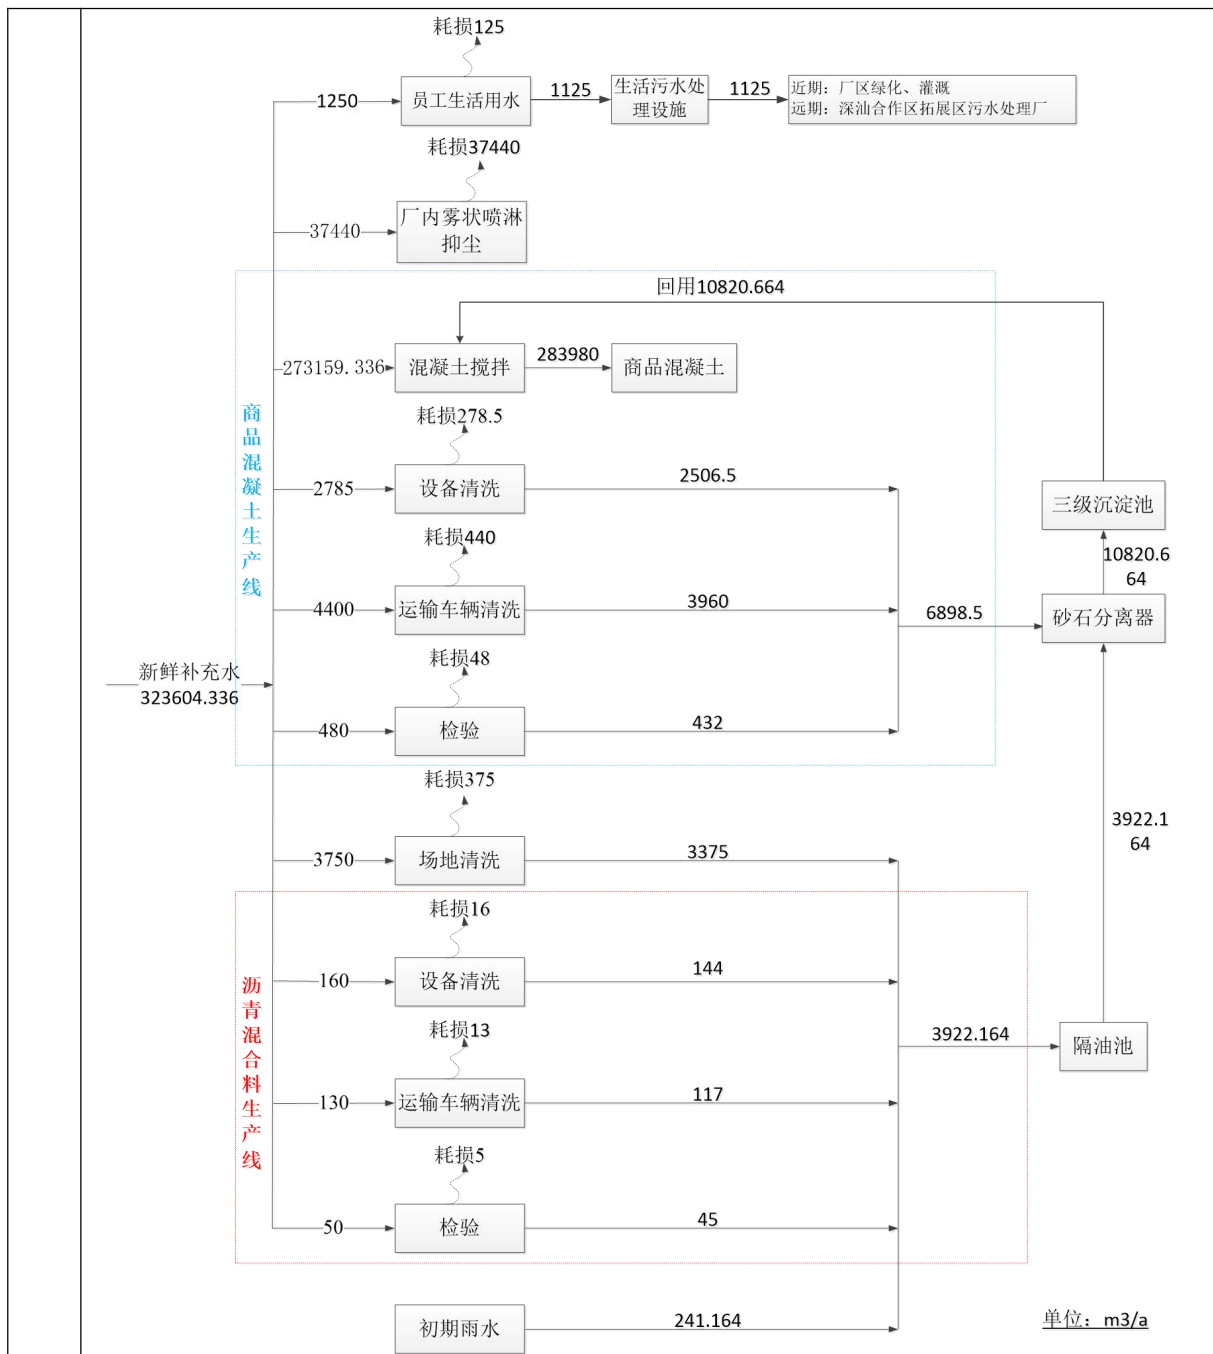 耗损125
1250
员工生活用水
1125
生活污水处
理设施
1125
近期：厂区绿化、灌溉
远期：深汕合作区拓展区污水处理厂
耗损37440
37440
厂内雾状喷淋
抑尘
回用10820.664
273159.336
混凝土搅拌
283980
商品混凝土
商品混凝土生产线
耗损278.5
2785
设备清洗
2506.5
三级沉淀池
耗损440
4400
运输车辆清洗
3960
10820.6
64
6898.5
砂石分离器
新鲜补充水
323604.336
耗损48
480
检验
432
耗损375
3750
场地清洗
3375
3922.1
64
沥青混合料生产线
耗损16
160
设备清洗
144
耗损13
130
运输车辆清洗
117
3922.164
隔油池
耗损5
50
检验
45
初期雨水
241.164
单位：m3/a